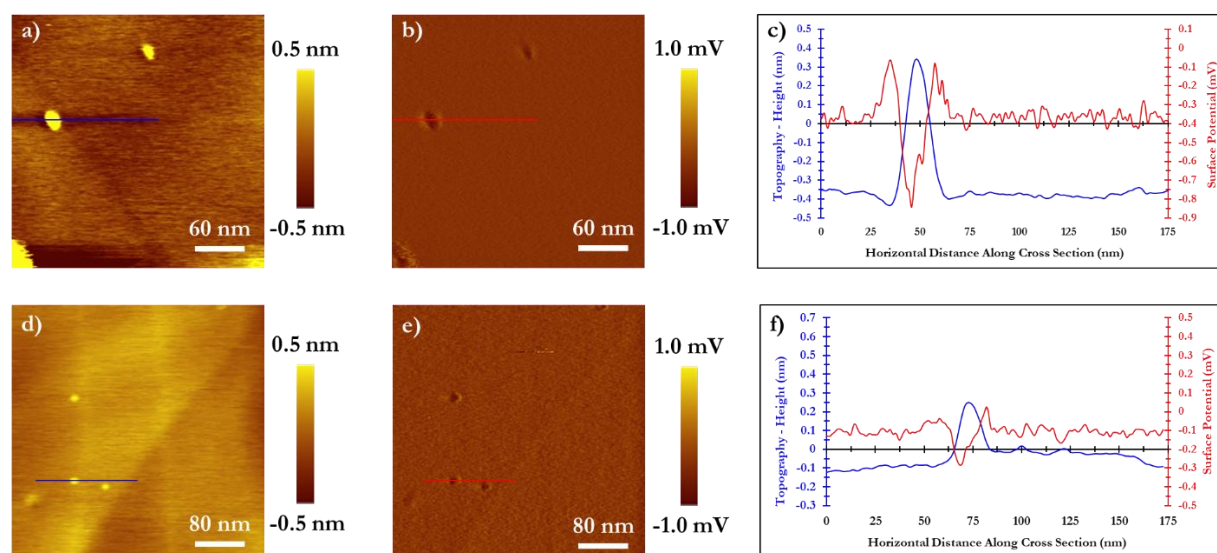 a)
0.5 nm
-0.5 nm
60 nm
b)
1.0 mV
-1.0 mV
60 nm
c)
Topography - Height (nm)
0.5
0.4
0.3
0.2
0.1
0
-0.1
-0.2
-0.3
-0.4
-0.5
0
-0.1
-0.2
-0.3
-0.4
-0.5
-0.6
-0.7
-0.8
-0.9
Surface Potential (mV)
0 25 50 75 100 125 150 175
Horizontal Distance Along Cross Section (nm)
d)
0.5 nm
-0.5 nm
80 nm
e)
1.0 mV
-1.0 mV
80 nm
f)
Topography - Height (nm)
0.7
0.6
0.5
0.4
0.3
0.2
0.1
0
-0.1
-0.2
-0.3
0.5
0.4
0.3
0.2
0.1
0
-0.1
-0.2
-0.3
-0.4
-0.5
Surface Potential (mV)
0 25 50 75 100 125 150 175
Horizontal Distance Along Cross Section (nm)